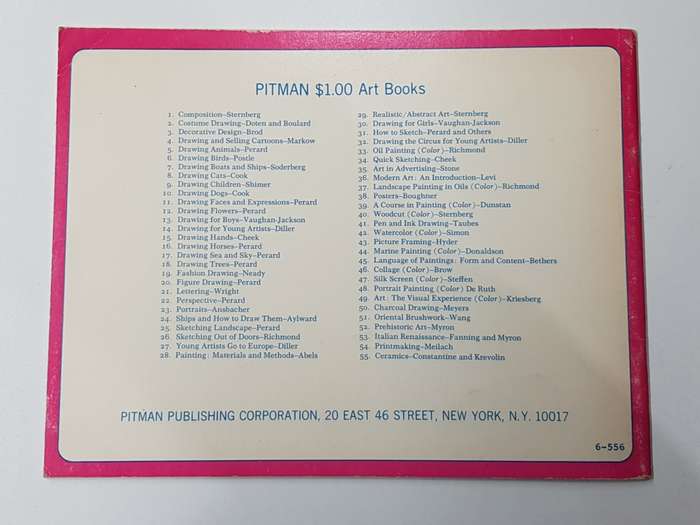 PITMAN $1.00 Art Books
1. Composition–Sternberg
2. Costume Drawing–Doten and Boulard
3. Decorative Design–Brod
4. Drawing and Selling Cartoons–Markow
5. Drawing Animals–Perard
6. Drawing Birds–Postle
7. Drawing Boats and Ships–Soderberg
8. Drawing Cats–Cook
9. Drawing Children–Shimer
10. Drawing Dogs–Cook
11. Drawing Faces and Expressions–Perard
12. Drawing Flowers–Perard
13. Drawing for Boys–Vaughan-Jackson
14. Drawing for Young Artists–Diller
15. Drawing Hands–Cheek
16. Drawing Horses–Perard
17. Drawing Sea and Sky–Perard
18. Drawing Trees–Perard
19. Fashion Drawing–Neady
20. Figure Drawing–Perard
21. Lettering–Wright
22. Perspective–Perard
23. Portraits–Ansbacher
24. Ships and How to Draw Them–Aylward
25. Sketching Landscape–Perard
26. Sketching Out of Doors–Richmond
27. Young Artists Go to Europe–Diller
28. Painting: Materials and Methods–Abels
29. Realistic/Abstract Art–Sternberg
30. Drawing for Girls–Vaughan-Jackson
31. How to Sketch–Perard and Others
32. Drawing the Circus for Young Artists–Diller
33. Oil Painting (Color)–Richmond
34. Quick Sketching–Cheek
35. Art in Advertising–Stone
36. Modern Art: An Introduction–Levi
37. Landscape Painting in Oils (Color)–Richmond
38. Posters–Boughner
39. A Course in Painting (Color)–Dunstan
40. Woodcut (Color)–Sternberg
41. Pen and Ink Drawing–Taubes
42. Watercolor (Color)–Simon
43. Picture Framing–Hyder
44. Marine Painting (Color)–Donaldson
45. Language of Paintings: Form and Content–Bethers
46. Collage (Color)–Brow
47. Silk Screen (Color)–Steffen
48. Portrait Painting (Color) De Ruth
49. Art: The Visual Experience (Color)–Kriesberg
50. Charcoal Drawing–Meyers
51. Oriental Brushwork–Wang
52. Prehistoric Art–Myron
53. Italian Renaissance–Fanning and Myron
54. Printmaking–Meilach
55. Ceramics–Constantine and Krevolin
PITMAN PUBLISHING CORPORATION, 20 EAST 46 STREET, NEW YORK, N.Y. 10017
6–556